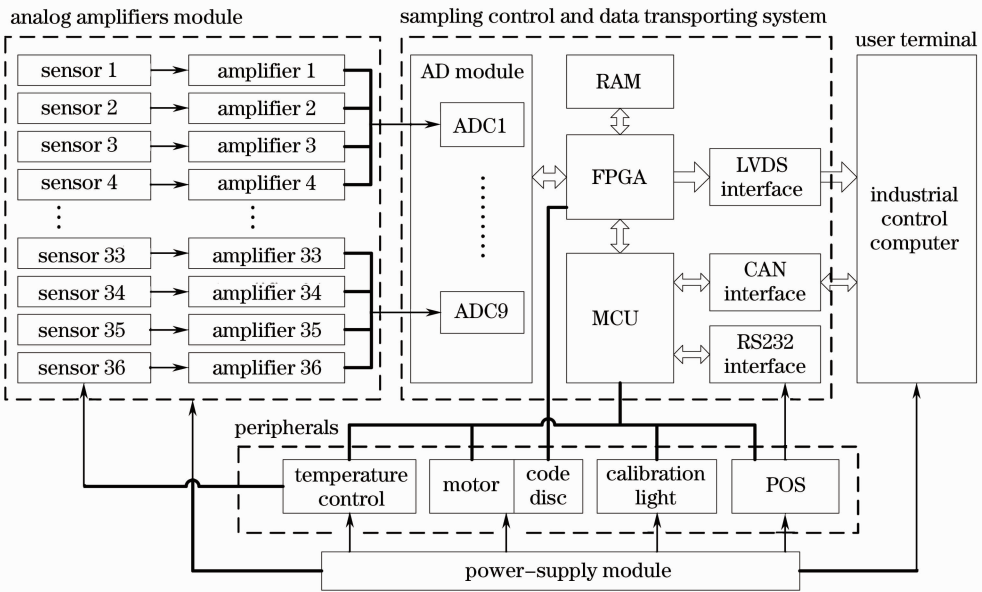 analog amplifiers module
sampling control and data transporting system
user terminal
sensor 1
amplifier 1
sensor 2
amplifier 2
sensor 3
amplifier 3
sensor 4
amplifier 4
sensor 33
amplifier 33
sensor 34
amplifier 34
sensor 35
amplifier 35
sensor 36
amplifier 36
AD module
ADC1
ADC9
RAM
FPGA
MCU
LVDS
interface
CAN
interface
RS232
interface
industrial
control
computer
peripherals
temperature
control
motor
code
disc
calibration
light
POS
power-supply module